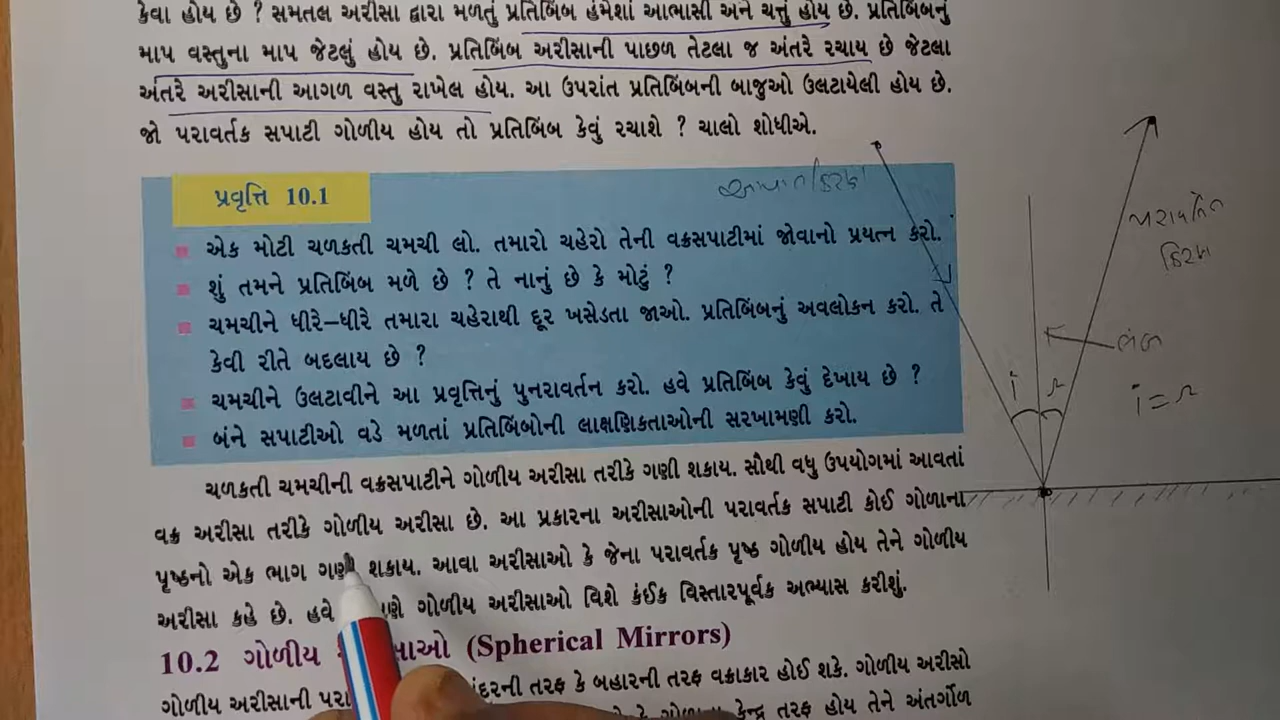 કેવા હોય છે ? સમતલ અરીસા દ્વારા મળતું પ્રતિબિંબ હંમેશાં આભાસી અને ચત્તું હોય છે. પ્રતિબિંબનું
માપ વસ્તુના માપ જેટલું હોય છે. પ્રતિબિંબ અરીસાની પાછળ તેટલા જ અંતરે રચાય છે જેટલા
અંતરે અરીસાની આગળ વસ્તુ રાખેલ હોય. આ ઉપરાંત પ્રતિબિંબની બાજુઓ ઉલટાયેલી હોય છે.
જો પરાવર્તક સપાટી ગોળીય હોય તો પ્રતિબિંબ કેવું રચાશે ? ચાલો શોધીએ.
પ્રવૃત્તિ 10.1
એક મોટી ચળકતી ચમચી લો. તમારો ચહેરો તેની વક્રસપાટીમાં જોવાનો પ્રયત્ન કરો.
શું તમને પ્રતિબિંબ મળે છે ? તે નાનું છે કે મોટું ?
ચમચીને ધીરે-ધીરે તમારા ચહેરાથી દૂર ખસેડતા જાઓ. પ્રતિબિંબનું અવલોકન કરો. તે
કેવી રીતે બદલાય છે ?
ચમચીને ઉલટાવીને આ પ્રવૃત્તિનું પુનરાવર્તન કરો. હવે પ્રતિબિંબ કેવું દેખાય છે ?
બંને સપાટીઓ વડે મળતાં પ્રતિબિંબોની લાક્ષણિકતાઓની સરખામણી કરો.
ચળકતી ચમચીની વક્રસપાટીને ગોળીય અરીસા તરીકે ગણી શકાય. સૌથી વધુ ઉપયોગમાં આવતાં
વક્ર અરીસા તરીકે ગોળીય અરીસા છે. આ પ્રકારના અરીસાઓની પરાવર્તક સપાટી કોઈ ગોળાના
પૃષ્ઠનો એક ભાગ ગણી શકાય. આવા અરીસાઓ કે જેના પરાવર્તક પૃષ્ઠ ગોળીય હોય તેને ગોળીય
અરીસા કહે છે. હવે ગોળીય અરીસાઓ વિશે કંઈક વિસ્તારપૂર્વક અભ્યાસ કરીશું.
10.2 ગોળીય (Spherical Mirrors)
ગોળીય અરીસાની તરફ કે બહારની તરફ વક્રાકાર હોઈ શકે. ગોળીય અરીસો
કેન્દ્ર તરફ હોય તેને અંતર્ગોળ
આપાત કિરણ
પરાવર્તિત
કિરણ
લંબ
i r
i = r